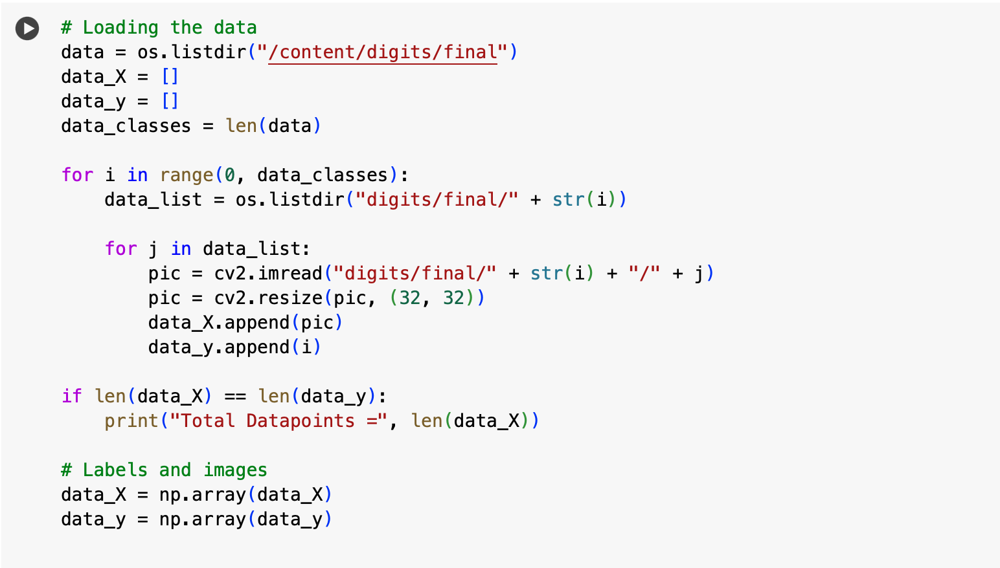 # Loading the data
data = os.listdir("/content/digits/final")
data_X = []
data_y = []
data_classes = len(data)

for i in range(0, data_classes):
    data_list = os.listdir("digits/final/" + str(i))

    for j in data_list:
        pic = cv2.imread("digits/final/" + str(i) + "/" + j)
        pic = cv2.resize(pic, (32, 32))
        data_X.append(pic)
        data_y.append(i)

if len(data_X) == len(data_y):
    print("Total Datapoints =", len(data_X))

# Labels and images
data_X = np.array(data_X)
data_y = np.array(data_y)